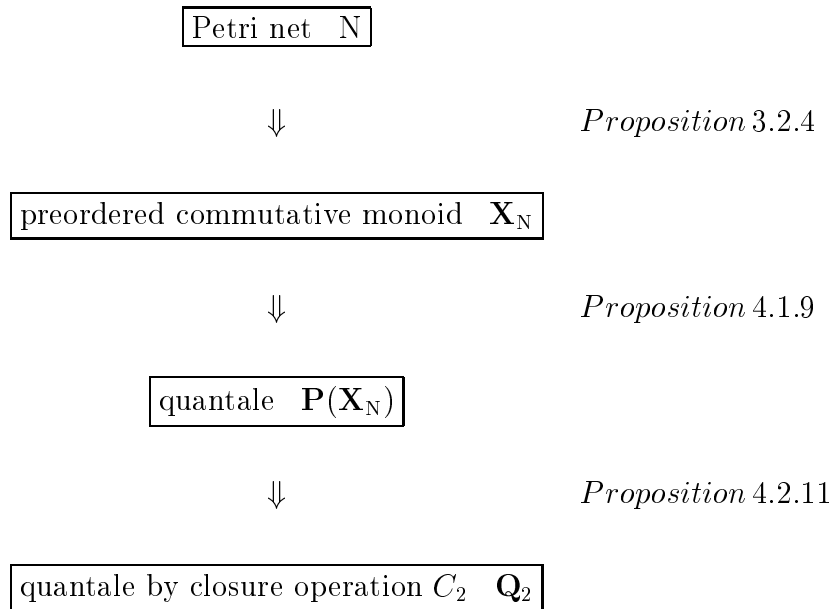 Petri net N
⇓ Proposition 3.2.4
preordered commutative monoid X_N
⇓ Proposition 4.1.9
quantale P(X_N)
⇓ Proposition 4.2.11
quantale by closure operation C_2 Q_2